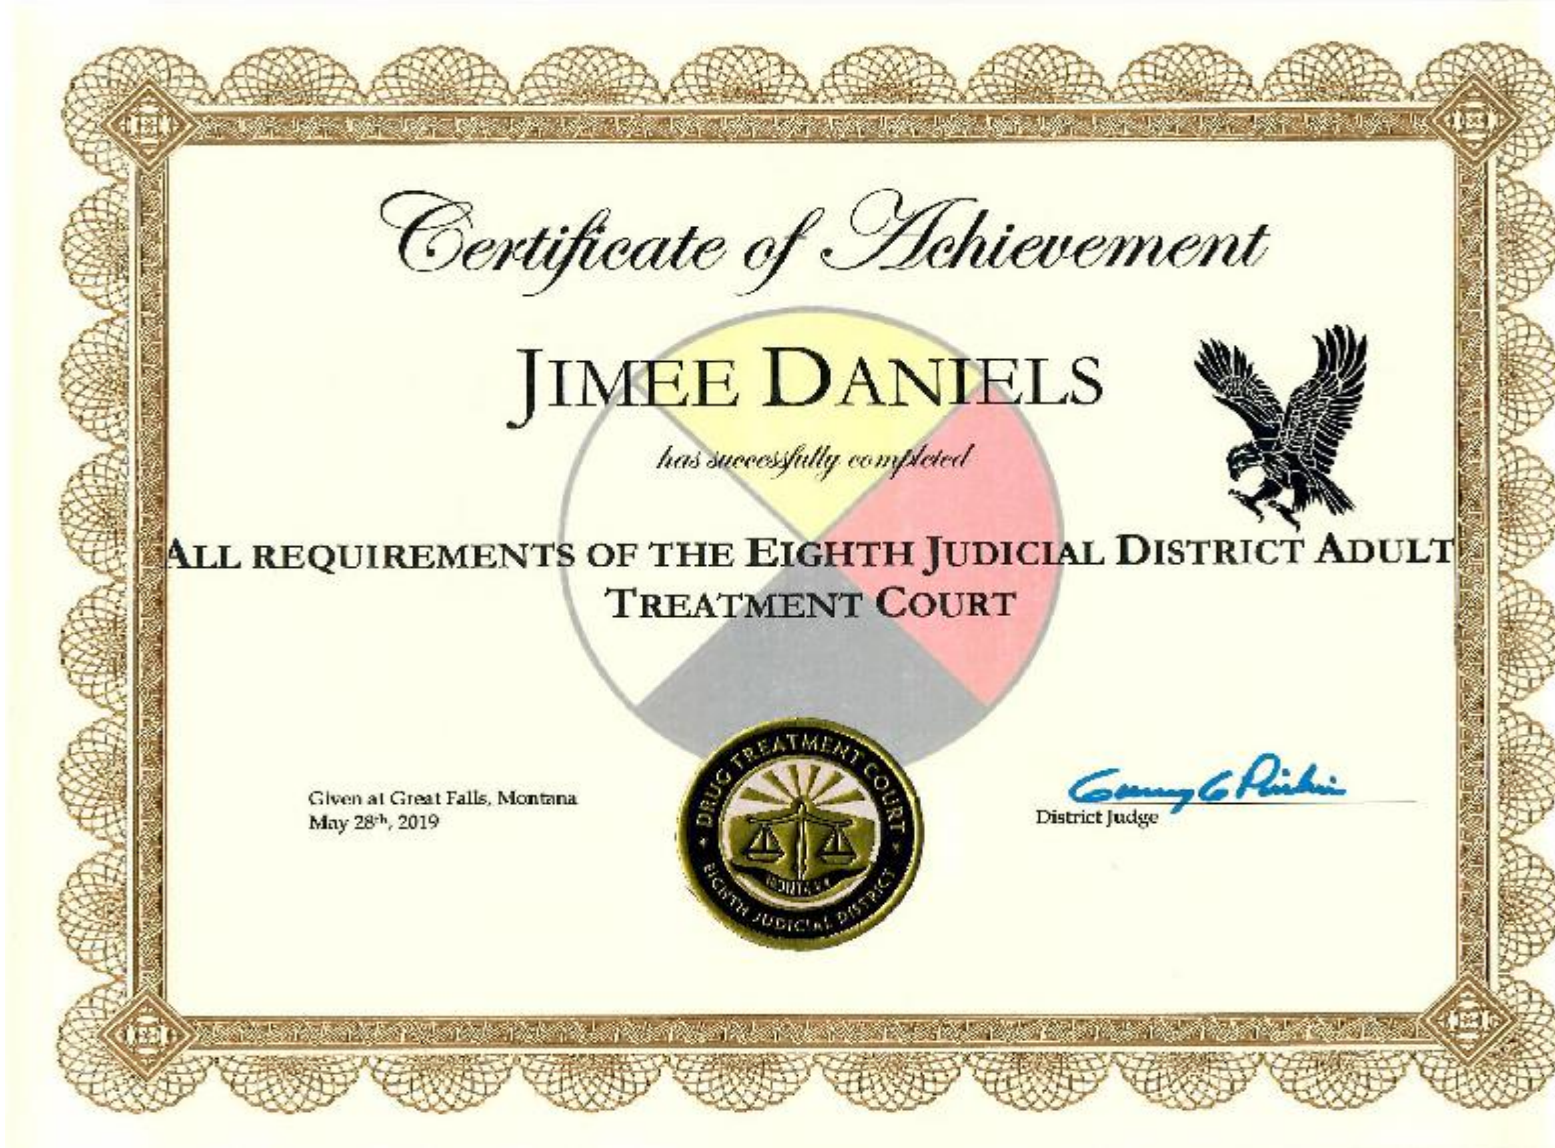 Certificate of Achievement
JIMEE DANIELS
has successfully completed
ALL REQUIREMENTS OF THE EIGHTH JUDICIAL DISTRICT ADULT
TREATMENT COURT
Given at Great Falls, Montana
May 28th, 2019
DRUG TREATMENT COURT
MONTANA
EIGHTH JUDICIAL DISTRICT
District Judge